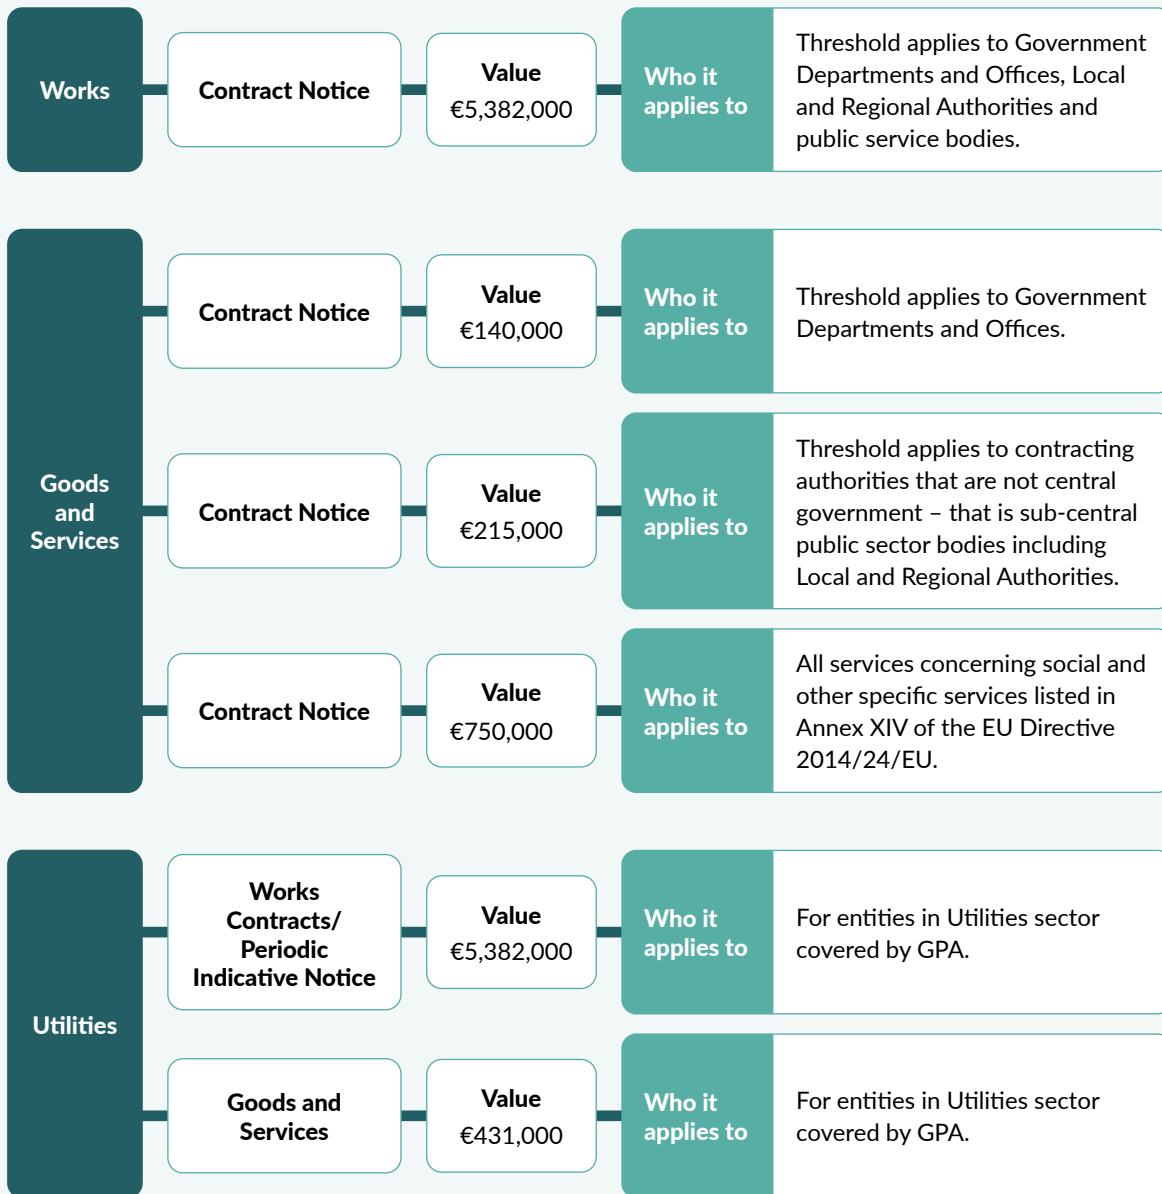 Works
Contract Notice
Value
€5,382,000
Who it
applies to
Threshold applies to Government
Departments and Offices, Local
and Regional Authorities and
public service bodies.
Goods
and
Services
Contract Notice
Value
€140,000
Who it
applies to
Threshold applies to Government
Departments and Offices.
Contract Notice
Value
€215,000
Who it
applies to
Threshold applies to contracting
authorities that are not central
government – that is sub-central
public sector bodies including
Local and Regional Authorities.
Contract Notice
Value
€750,000
Who it
applies to
All services concerning social and
other specific services listed in
Annex XIV of the EU Directive
2014/24/EU.
Utilities
Works
Contracts/
Periodic
Indicative Notice
Value
€5,382,000
Who it
applies to
For entities in Utilities sector
covered by GPA.
Goods and
Services
Value
€431,000
Who it
applies to
For entities in Utilities sector
covered by GPA.